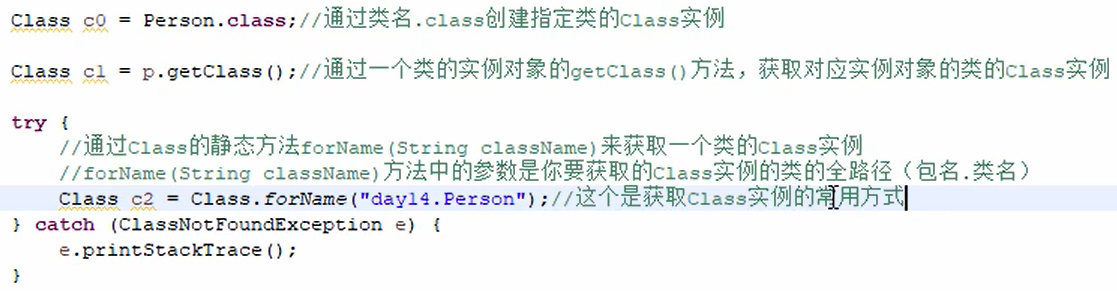 Class c0 = Person.class;//通过类名.class创建指定类的Class实例
Class c1 = p.getClass();//通过一个类的实例对象的getClass()方法，获取对应实例对象的类的Class实例
try {
//通过Class的静态方法forName(String className)来获取一个类的Class实例
//forName(String className)方法中的参数是你要获取的Class实例的类的全路径（包名.类名）
Class c2 = Class.forName("day14.Person");//这个是获取Class实例的常用方式
} catch (ClassNotFoundException e) {
e.printStackTrace();
}